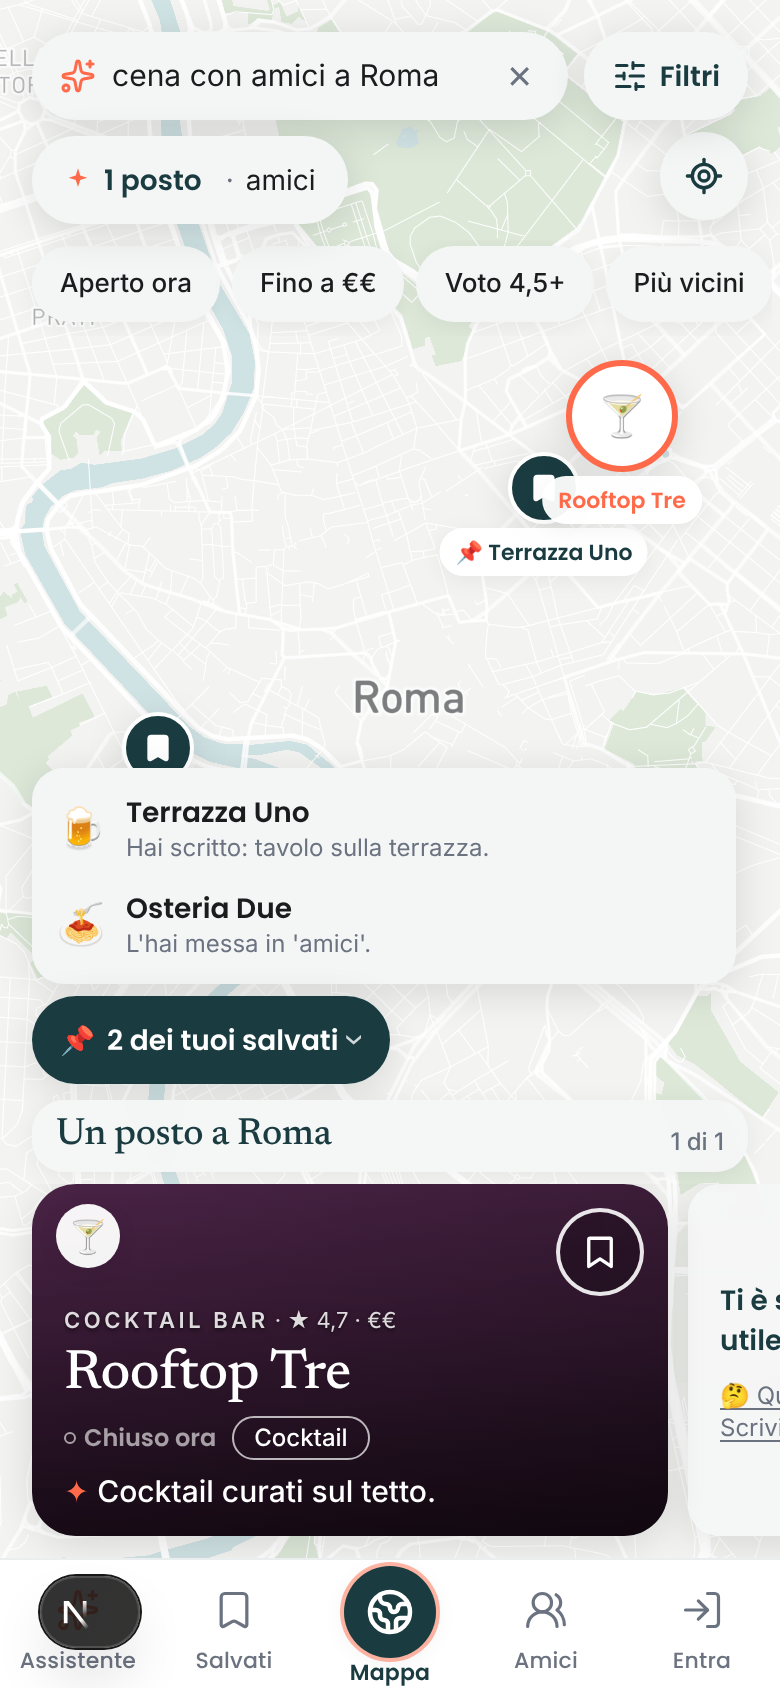 cena con amici a Roma
Filtri
1 posto · amici
Aperto ora
Fino a €€
Voto 4,5+
Più vicini
Rooftop Tre
📌 Terrazza Uno
Roma
Terrazza Uno
Hai scritto: tavolo sulla terrazza.
Osteria Due
L'hai messa in 'amici'.
📌 2 dei tuoi salvati
Un posto a Roma
1 di 1
COCKTAIL BAR · ★ 4,7 · €€
Rooftop Tre
Chiuso ora
Cocktail
Cocktail curati sul tetto.
Ti è
utile
🤔
Assistente
Salvati
Mappa
Amici
Entra